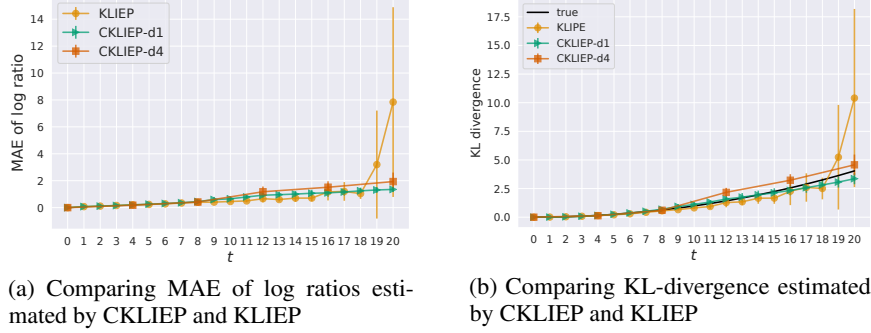 KLIEP
CKLIEP-d1
CKLIEP-d4
MAE of log ratio
14
12
10
8
6
4
2
0
0 1 2 3 4 5 6 7 8 9 10 11 12 13 14 15 16 17 18 19 20
t
(a) Comparing MAE of log ratios esti-
mated by CKLIEP and KLIEP
true
KLIPE
CKLIEP-d1
CKLIEP-d4
KL divergence
17.5
15.0
12.5
10.0
7.5
5.0
2.5
0.0
0 1 2 3 4 5 6 7 8 9 10 11 12 13 14 15 16 17 18 19 20
t
(b) Comparing KL-divergence estimated
by CKLIEP and KLIEP